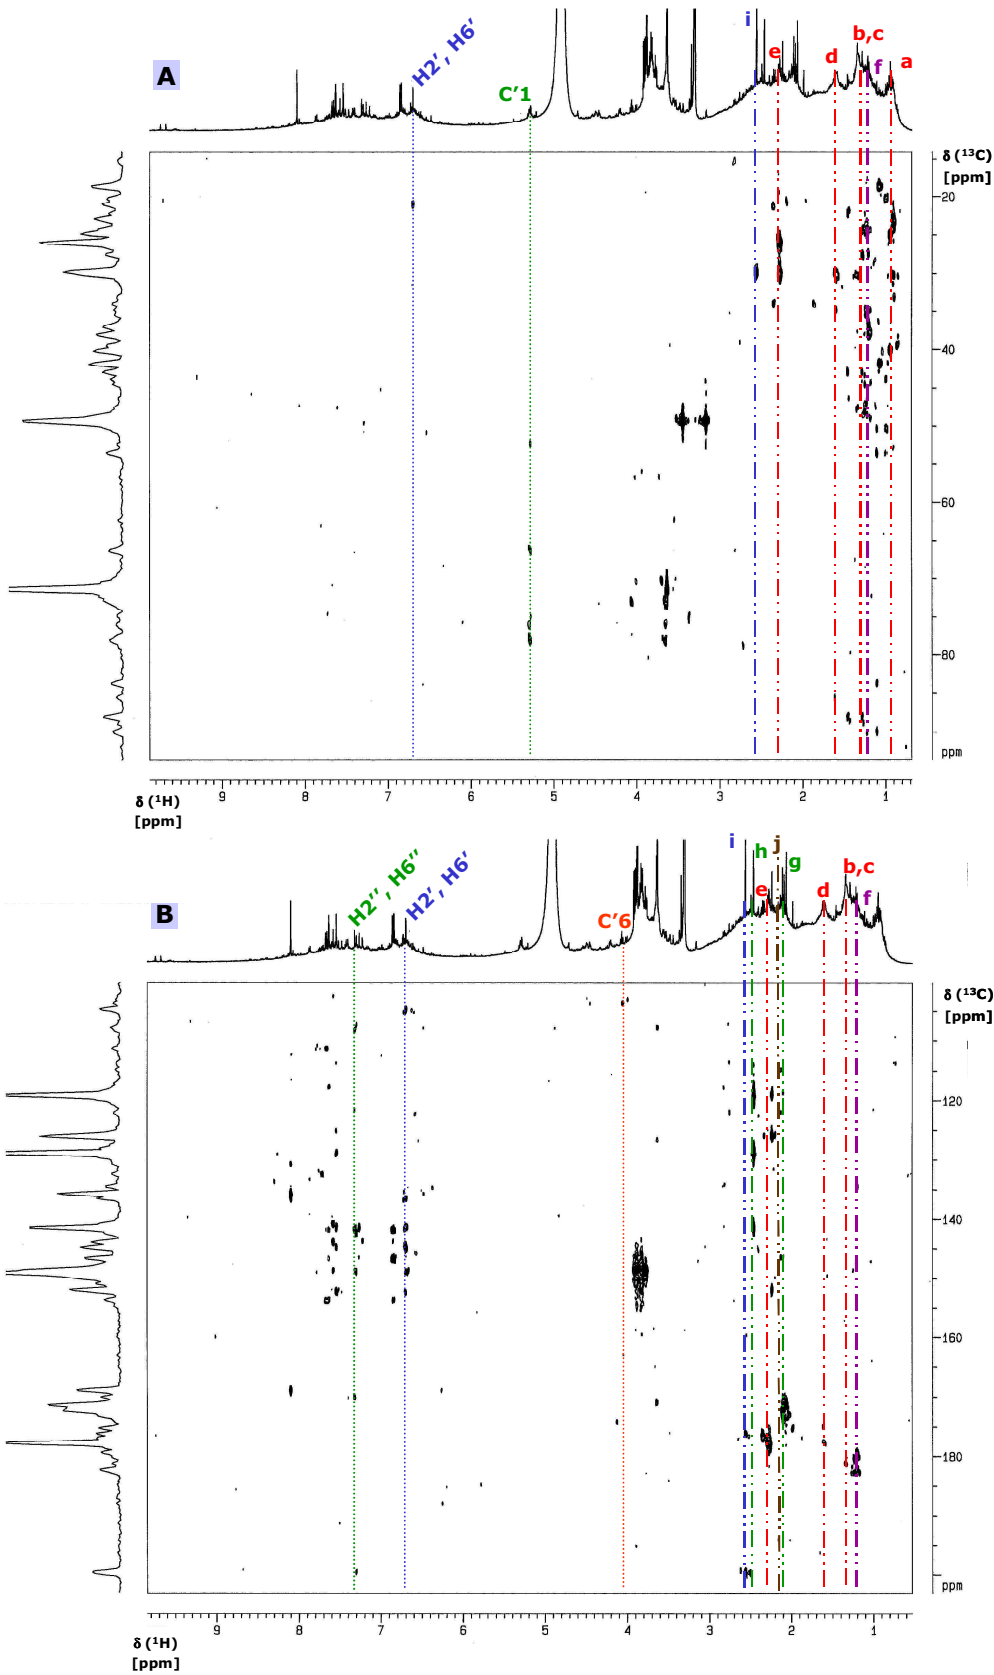 i
b,c
H2′, H6′
e
d
f
a
A
C′1
δ (¹³C)
[ppm]
20
40
60
80
ppm
9 8 7 6 5 4 3 2 1
δ (¹H)
[ppm]
i
h
j
g
b,c
H2″, H6″
H2′, H6′
e
d
f
B
C′6
δ (¹³C)
[ppm]
120
140
160
180
ppm
9 8 7 6 5 4 3 2 1
δ (¹H)
[ppm]